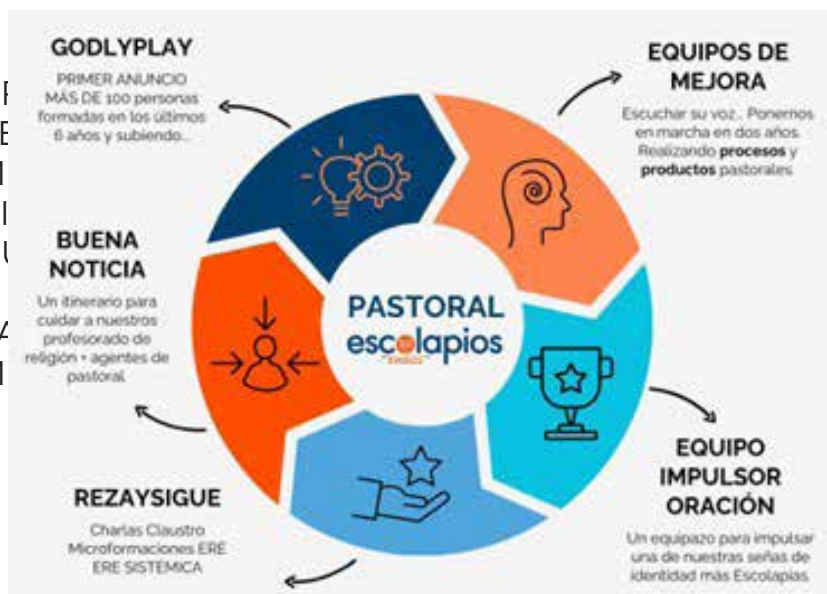 GODLYPLAY
PRIMER ANUNCIO
MÁS DE 100 personas
formadas en los últimos
6 años y subiendo...
EQUIPOS DE
MEJORA
Escuchar su voz... Ponernos
en marcha en dos años.
Realizando procesos y
productos pastorales
BUENA
NOTICIA
Un itinerario para
cuidar a nuestros
profesorado de
religión + agentes de
pastoral
PASTORAL
escolapios
REZAYSIGUE
Charlas Claustro
Microformaciones ERE
ERE SISTÉMICA
EQUIPO
IMPULSOR
ORACIÓN
Un equipazo para impulsar
una de nuestras señas de
identidad más Escolapias